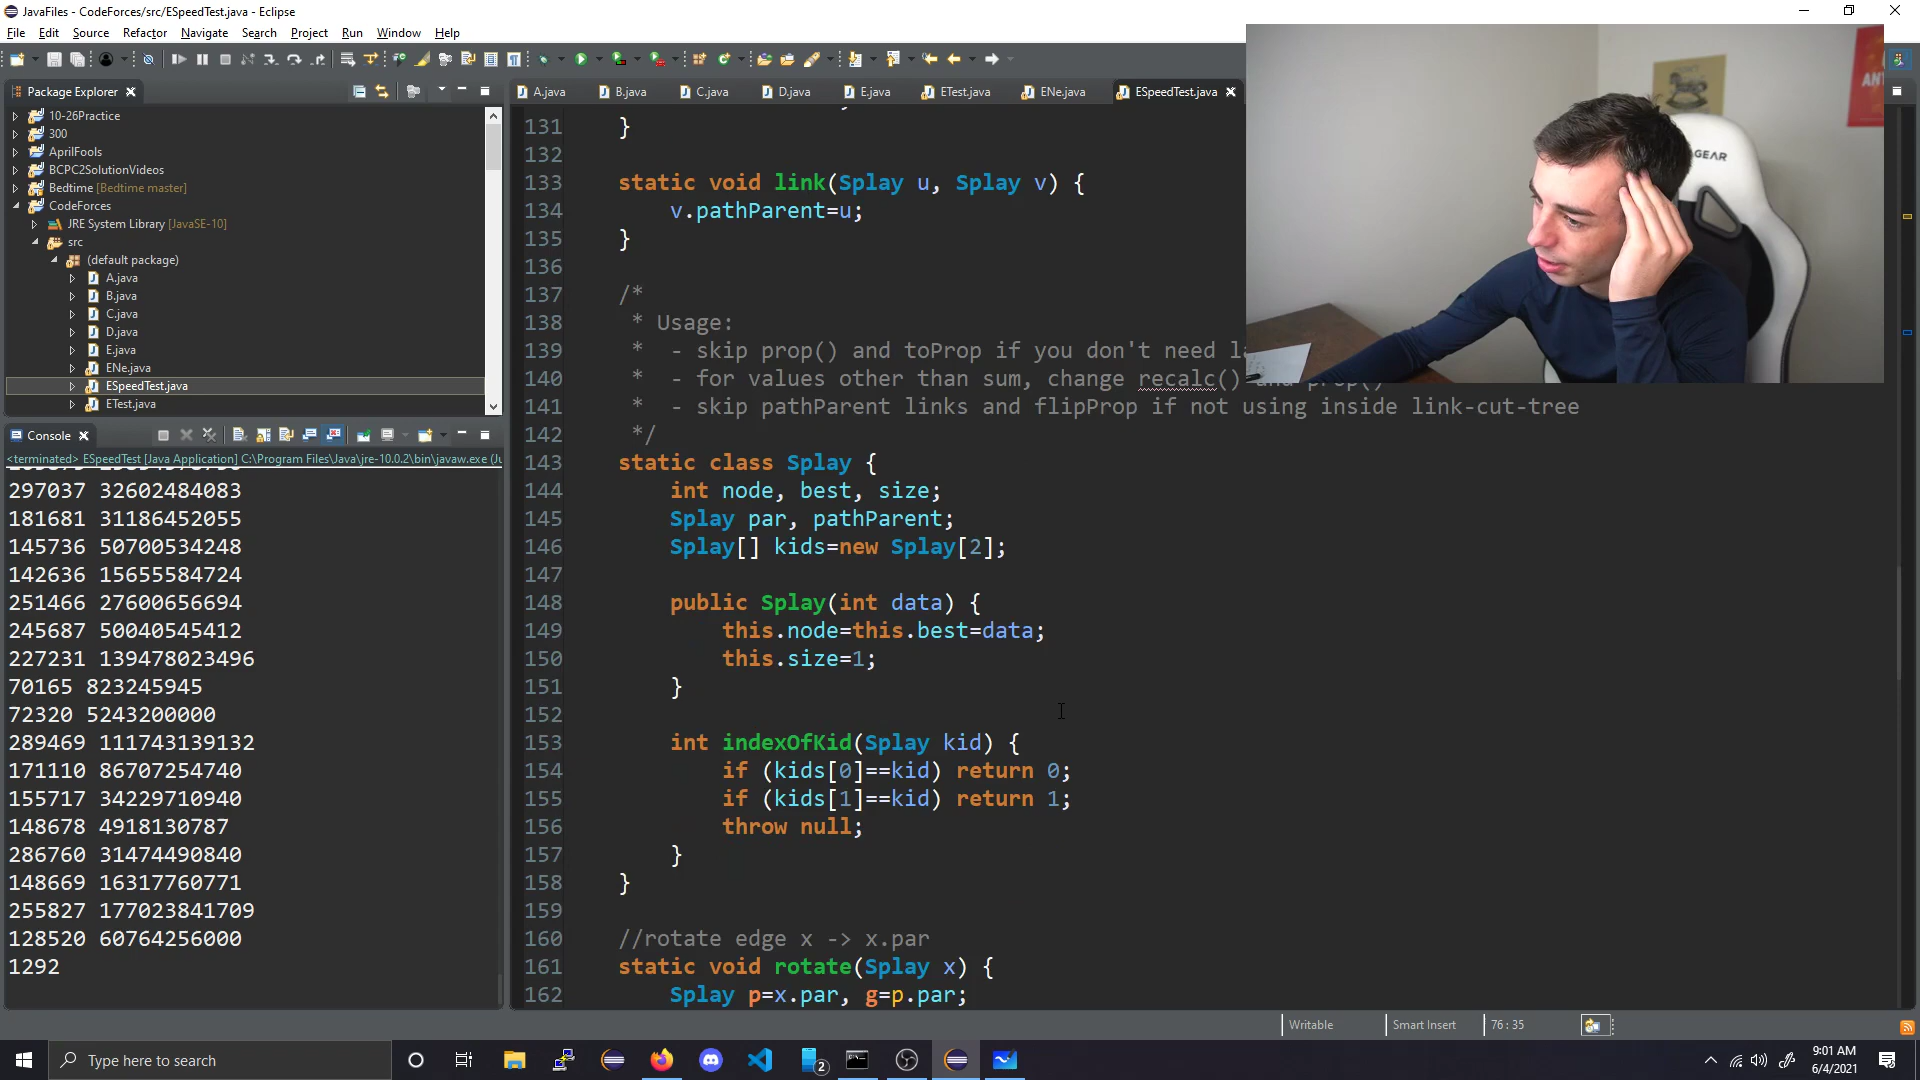 JavaFiles - CodeForces/src/ESpeedTest.java - Eclipse
File Edit Source Refactor Navigate Search Project Run Window Help
Package Explorer
10-26Practice
300
AprilFools
BCPC2SolutionVideos
Bedtime [Bedtime master]
CodeForces
JRE System Library [JavaSE-10]
src
(default package)
A.java
B.java
C.java
D.java
E.java
ENe.java
ESpeedTest.java
ETest.java
Console
<terminated> ESpeedTest [Java Application] C:\Program Files\Java\jre-10.0.2\bin\javaw.exe (Ju
297037 32602484083
181681 31186452055
145736 50700534248
142636 15655584724
251466 27600656694
245687 50040545412
227231 139478023496
70165 823245945
72320 5243200000
289469 111743139132
171110 86707254740
155717 34229710940
148678 4918130787
286760 31474490840
148669 16317760771
255827 177023841709
128520 60764256000
1292
A.java B.java C.java D.java E.java ETest.java ENe.java ESpeedTest.java
131 }
132
133 static void link(Splay u, Splay v) {
134 v.pathParent=u;
135 }
136
137 /*
138 * Usage:
139 * - skip prop() and toProp if you don't need
140 * - for values other than sum, change recalc() and prop()
141 * - skip pathParent links and flipProp if not using inside link-cut-tree
142 */
143 static class Splay {
144 int node, best, size;
145 Splay par, pathParent;
146 Splay[] kids=new Splay[2];
147
148 public Splay(int data) {
149 this.node=this.best=data;
150 this.size=1;
151 }
152
153 int indexOfKid(Splay kid) {
154 if (kids[0]==kid) return 0;
155 if (kids[1]==kid) return 1;
156 throw null;
157 }
158 }
159
160 //rotate edge x -> x.par
161 static void rotate(Splay x) {
162 Splay p=x.par, g=p.par;
GEAR
Writable Smart Insert 76 : 35
Type here to search
2
9:01 AM
6/4/2021